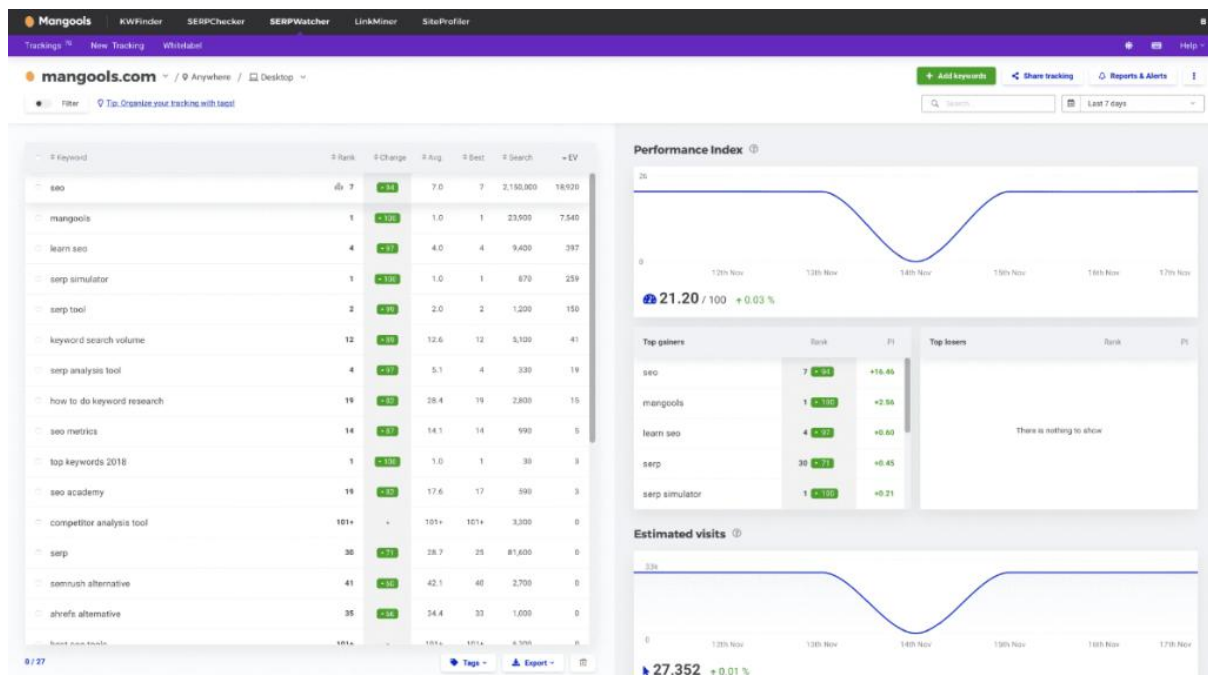 Mangools KWFinder SERPChecker SERPWatcher LinkMiner SiteProfiler
Trackings New Tracking Whitelabel Help
mangools.com / Anywhere / Desktop + Add keywords Share tracking Reports & Alerts
Filter Tip: Organize your tracking with tags! Search Last 7 days
Keyword Rank Change Avg. Best Search EV
seo 7 94 7.0 7 2,150,000 18,920
mangools 1 100 1.0 1 23,900 7,540
learn seo 4 97 4.0 4 9,400 397
serp simulator 1 100 1.0 1 870 259
serp tool 2 99 2.0 2 1,200 150
keyword search volume 12 89 12.6 12 5,100 41
serp analysis tool 4 97 5.1 4 330 19
how to do keyword research 19 82 28.4 19 2,800 15
seo metrics 14 87 14.1 14 990 5
top keywords 2018 1 100 1.0 1 30 3
seo academy 19 82 17.6 17 590 3
competitor analysis tool 101+ - 101+ 101+ 3,300 0
serp 30 71 28.7 25 81,600 0
semrush alternative 41 60 42.1 40 2,700 0
ahrefs alternative 35 66 34.4 33 1,000 0
best seo tools 101+ - 101+ 101+
0 / 27 Tags Export
Performance Index
26
0
12th Nov 13th Nov 14th Nov 15th Nov 16th Nov 17th Nov
21.20 / 100 + 0.03 %
Top gainers Rank PI
seo 7 94 +16.46
mangools 1 100 +2.56
learn seo 4 97 +0.60
serp 30 71 +0.45
serp simulator 1 100 +0.21
Top losers Rank PI
There is nothing to show
Estimated visits
33k
0
12th Nov 13th Nov 14th Nov 15th Nov 16th Nov 17th Nov
27,352 + 0.01 %